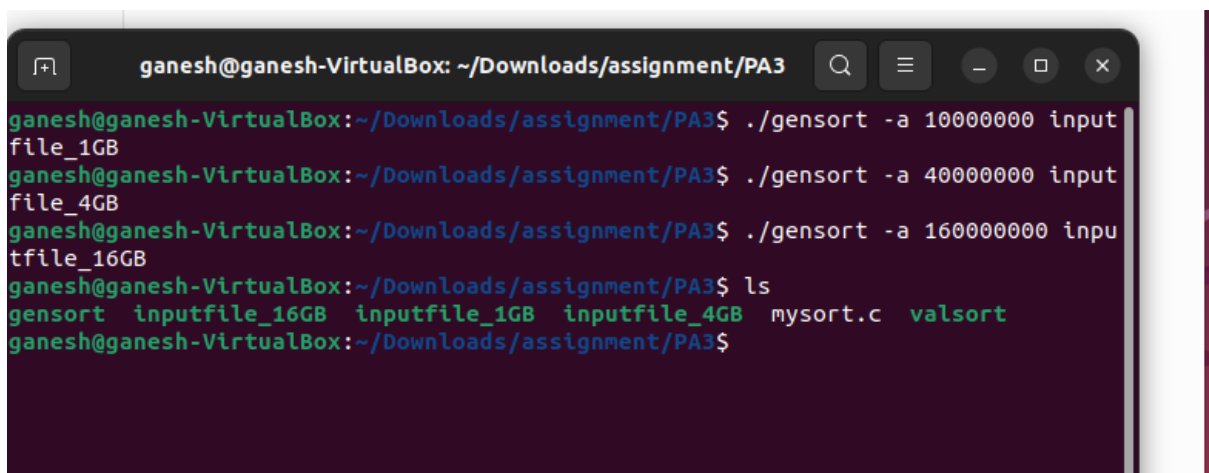 ganesh@ganesh-VirtualBox: ~/Downloads/assignment/PA3
ganesh@ganesh-VirtualBox:~/Downloads/assignment/PA3$ ./gensort -a 10000000 input
file_1GB
ganesh@ganesh-VirtualBox:~/Downloads/assignment/PA3$ ./gensort -a 40000000 input
file_4GB
ganesh@ganesh-VirtualBox:~/Downloads/assignment/PA3$ ./gensort -a 160000000 inpu
tfile_16GB
ganesh@ganesh-VirtualBox:~/Downloads/assignment/PA3$ ls
gensort  inputfile_16GB  inputfile_1GB  inputfile_4GB  mysort.c  valsort
ganesh@ganesh-VirtualBox:~/Downloads/assignment/PA3$